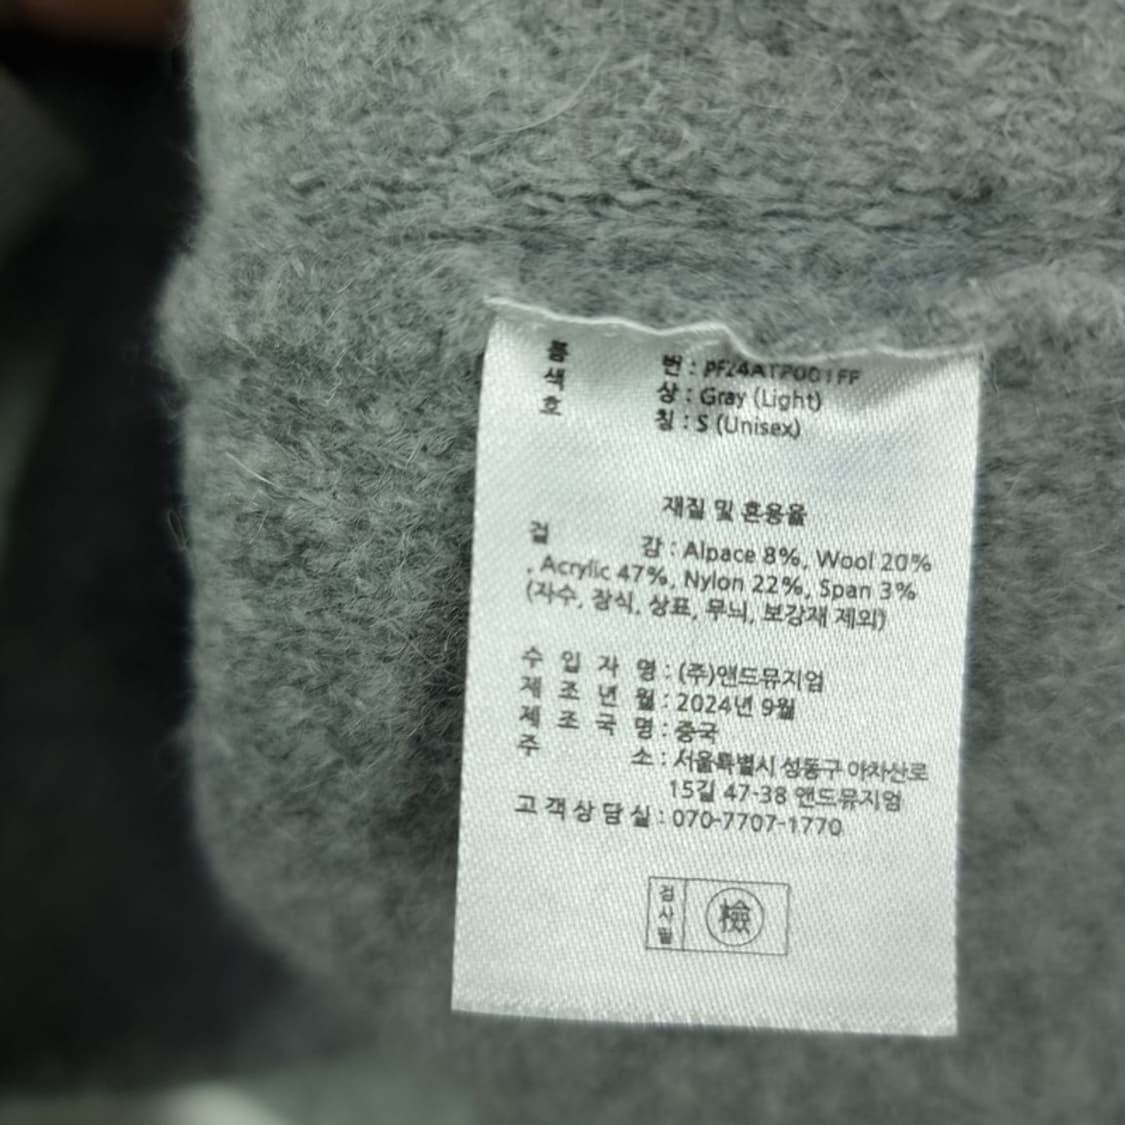 품 번 : PF24ATP001FF
색 상 : Gray (Light)
호 칭 : S (Unisex)
재질 및 혼용율
겉 감 : Alpace 8%, Wool 20%
, Acrylic 47%, Nylon 22%, Span 3%
(자수, 장식, 상표, 무늬, 보강재 제외)
수 입 자 명 : (주)앤드뮤지엄
제 조 년 월 : 2024년 9월
제 조 국 명 : 중국
주 소 : 서울특별시 성동구 아차산로
15길 47-38 앤드뮤지엄
고객상담실 : 070-7707-1770
검사필 檢